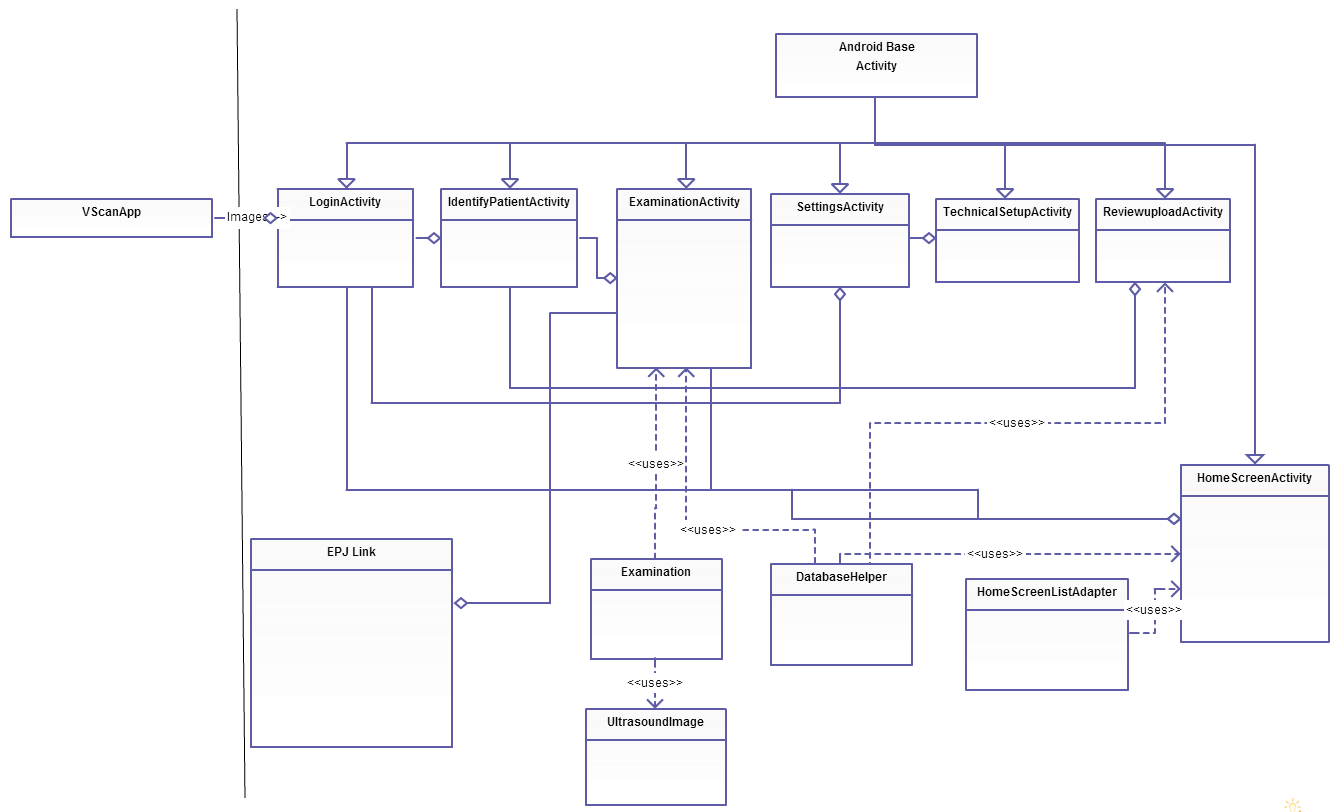 Android Base
Activity
VScanApp
Images
>
LoginActivity
IdentifyPatientActivity
ExaminationActivity
SettingsActivity
TechnicalSetupActivity
ReviewuploadActivity
<<uses>>
<<uses>>
HomeScreenActivity
<<uses>>
EPJ Link
<<uses>>
Examination
DatabaseHelper
HomeScreenListAdapter
<<uses>>
<<uses>>
UltrasoundImage